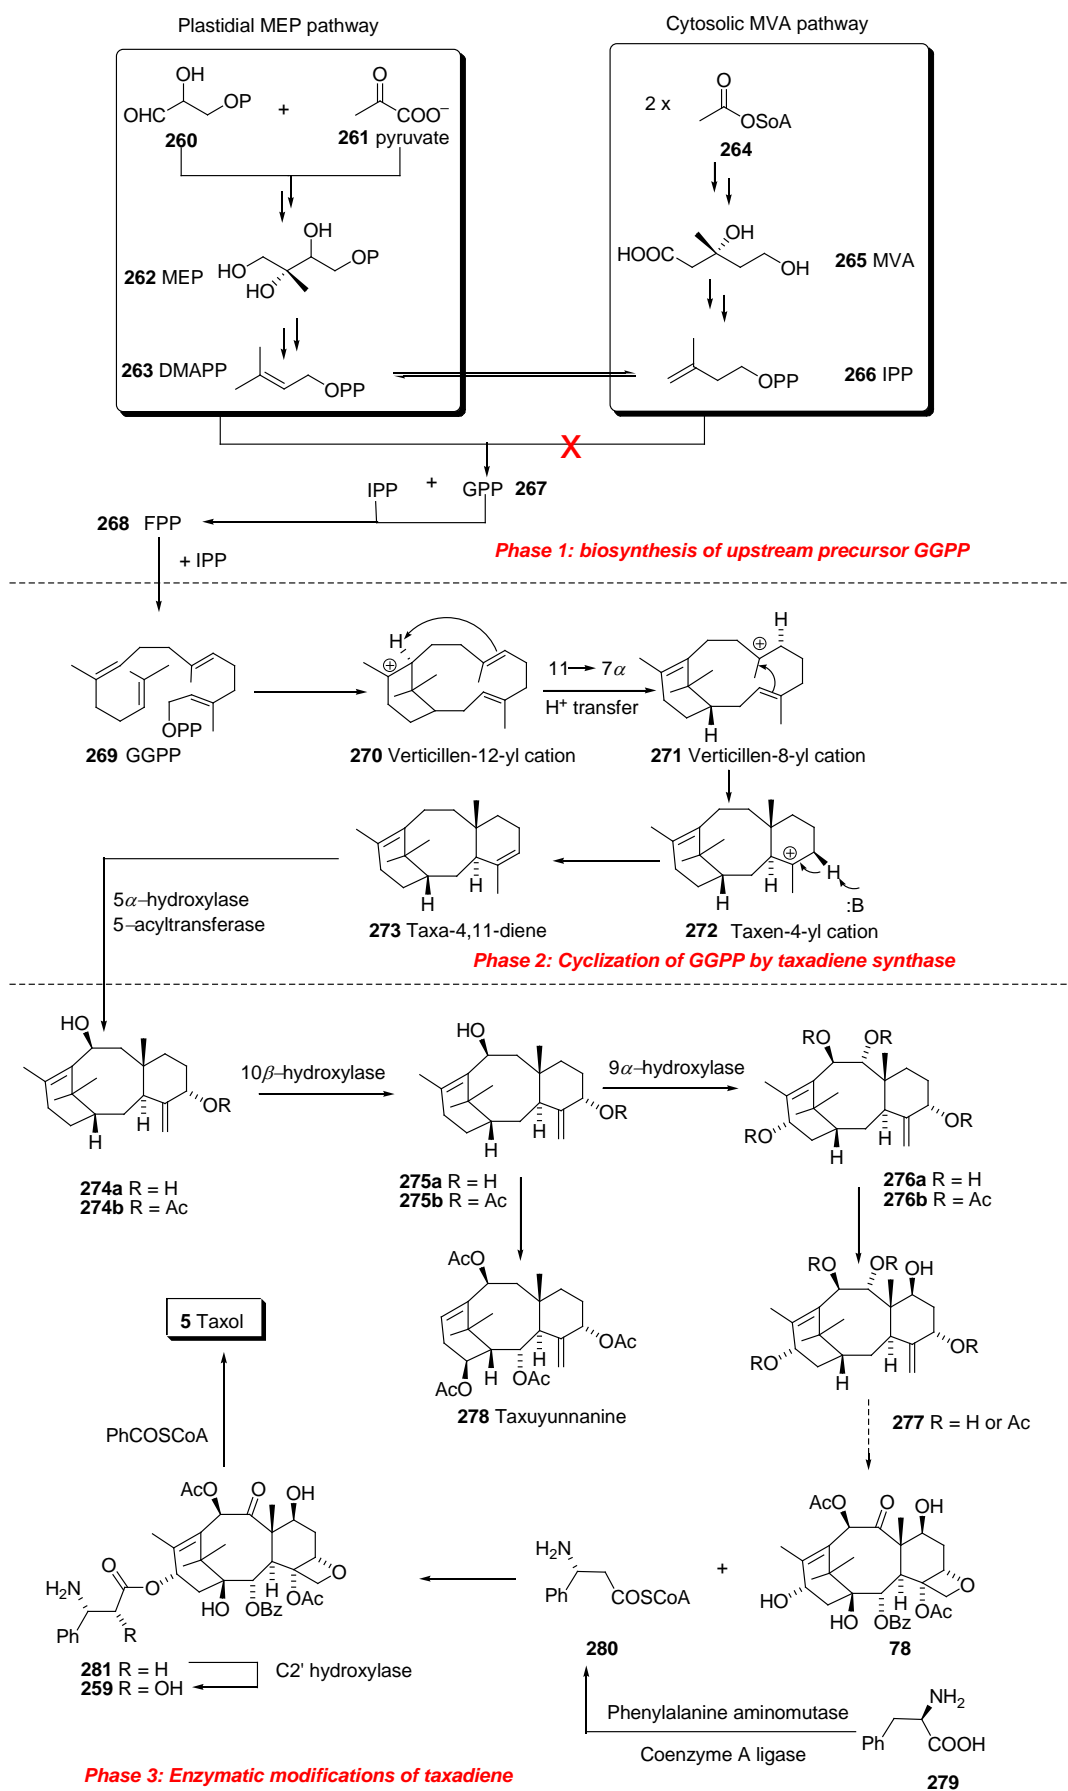 Plastidial MEP pathway
Cytosolic MVA pathway
OH
OHC
OP
+
O
COO−
260
261 pyruvate
2 x
O
OSoA
264
OH
HO
OP
HO
262 MEP
OH
HOOC
OH
265 MVA
263 DMAPP
OPP
OPP
266 IPP
X
IPP + GPP 267
268 FPP
+ IPP
Phase 1: biosynthesis of upstream precursor GGPP
OPP
269 GGPP
H
⊕
270 Verticillen-12-yl cation
11 → 7α
H+ transfer
H
⊕
H
271 Verticillen-8-yl cation
H
H
273 Taxa-4,11-diene
⊕
H
H
H
:B
272 Taxen-4-yl cation
5α–hydroxylase
5–acyltransferase
Phase 2: Cyclization of GGPP by taxadiene synthase
HO
OR
H
H
274a R = H
274b R = Ac
10β–hydroxylase
HO
OR
H
H
275a R = H
275b R = Ac
9α–hydroxylase
RO
OR
RO
OR
H
H
276a R = H
276b R = Ac
AcO
OAc
H
H
OAc
AcO
278 Taxuyunnanine
RO
OR
OH
RO
OR
H
H
277 R = H or Ac
5 Taxol
PhCOSCoA
AcO
O
OH
O
H2N
O
O
Ph
R
HO
H
OAc
OBz
281 R = H
259 R = OH
C2' hydroxylase
H2N
Ph
COSCoA
280
+
AcO
O
OH
O
HO
H
HO
OAc
OBz
78
Phenylalanine aminomutase
Coenzyme A ligase
NH2
Ph
COOH
279
Phase 3: Enzymatic modifications of taxadiene